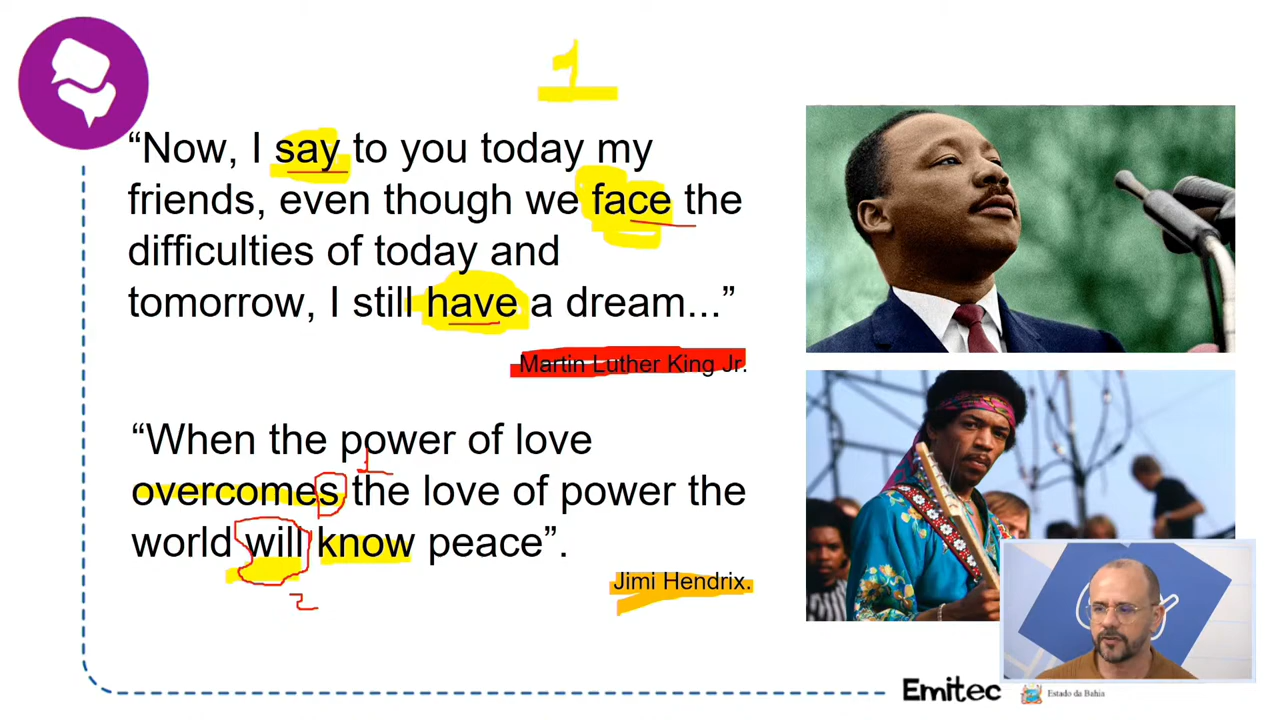 1
“Now, I say to you today my
friends, even though we face the
difficulties of today and
tomorrow, I still have a dream...”
Martin Luther King Jr.
“When the power of love
1
overcomes the love of power the
world will know peace”.
2
Jimi Hendrix.
Emitec
Estado da Bahia